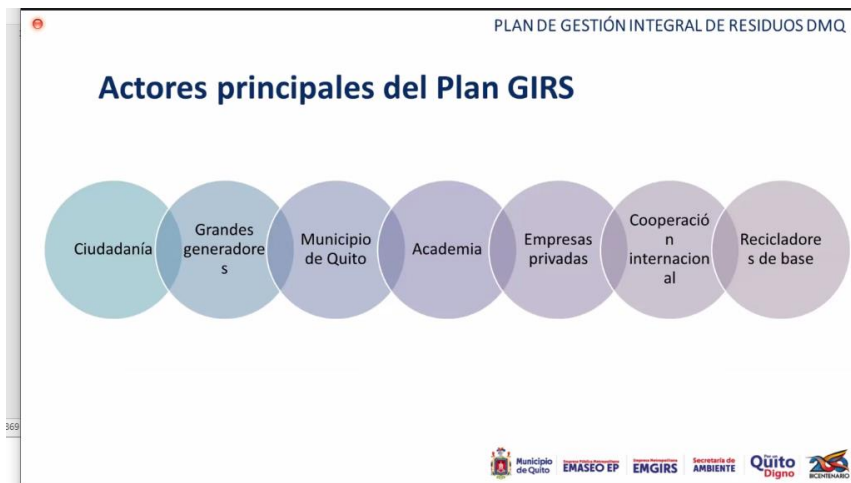 PLAN DE GESTIÓN INTEGRAL DE RESIDUOS DMQ
Actores principales del Plan GIRS
Ciudadanía
Grandes
generadore
s
Municipio
de Quito
Academia
Empresas
privadas
Cooperació
n
internacion
al
Recicladore
s de base
369
Municipio
de Quito
EMASEO EP
EMGIRS
Secretaría de
AMBIENTE
Por un
Quito
Digno
BICENTENARIO